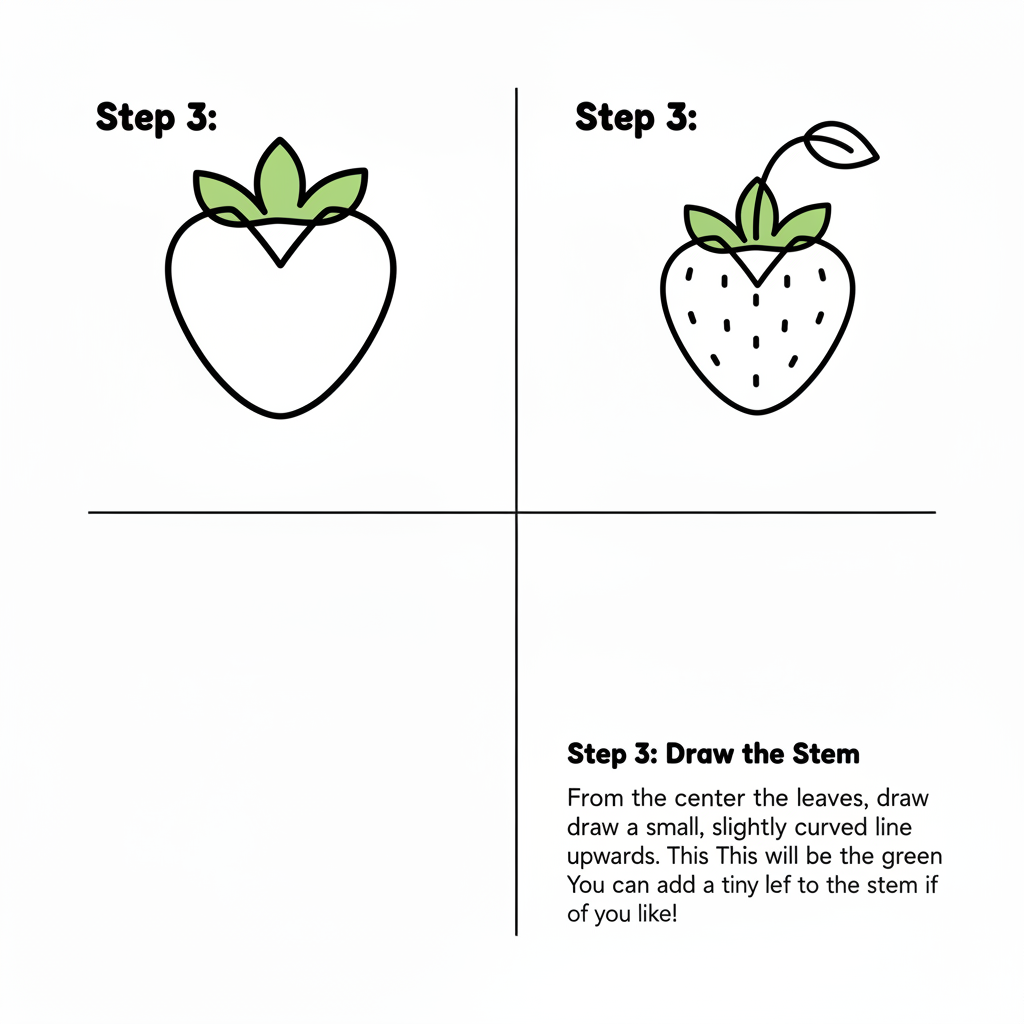 Step 3:
Step 3:
Step 3: Draw the Stem
From the center the leaves, draw
draw a small, slightly curved line
upwards. This This will be the green
You can add a tiny lef to the stem if
of you like!